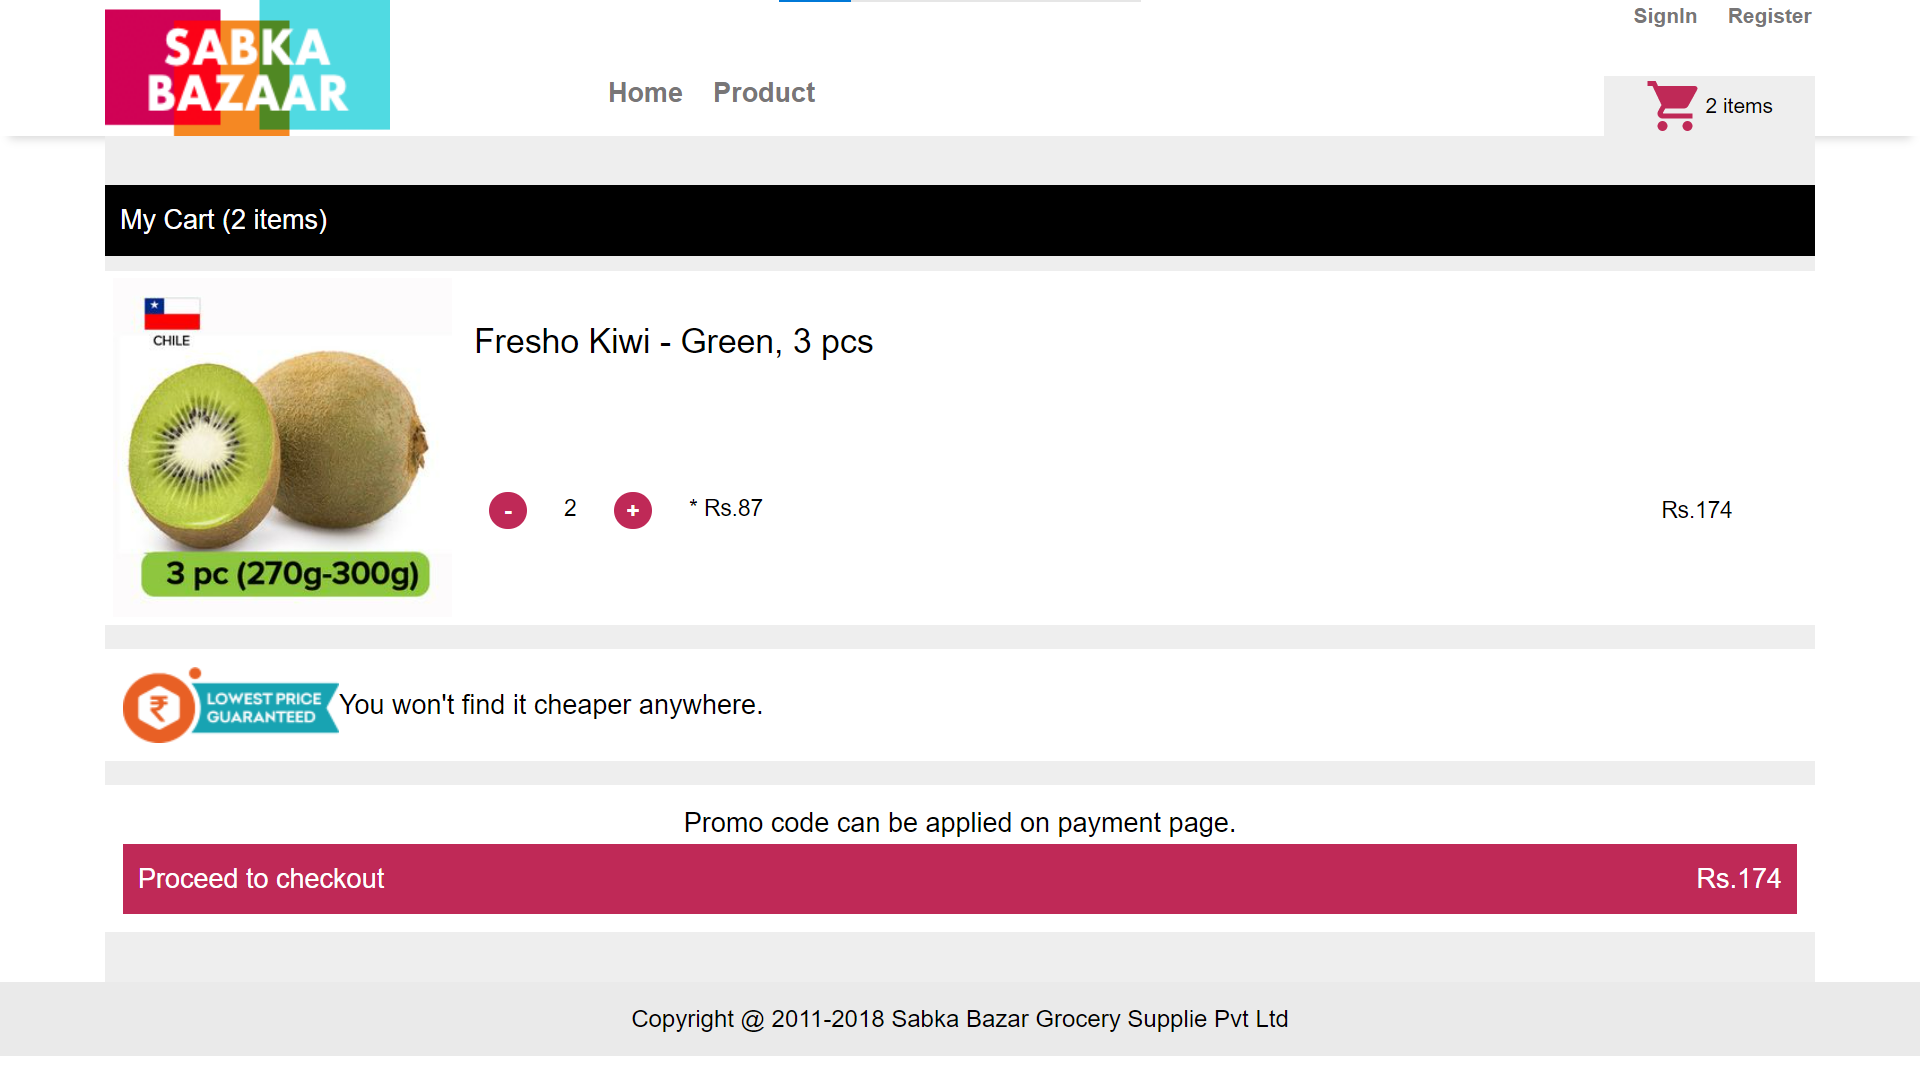 SABKA
BAZAAR
Home
Product
SignIn
Register
2 items
My Cart (2 items)
CHILE
3 pc (270g-300g)
Fresho Kiwi - Green, 3 pcs
-
2
+
* Rs.87
Rs.174
₹
LOWEST PRICE
GUARANTEED
You won't find it cheaper anywhere.
Promo code can be applied on payment page.
Proceed to checkout
Rs.174
Copyright @ 2011-2018 Sabka Bazar Grocery Supplie Pvt Ltd